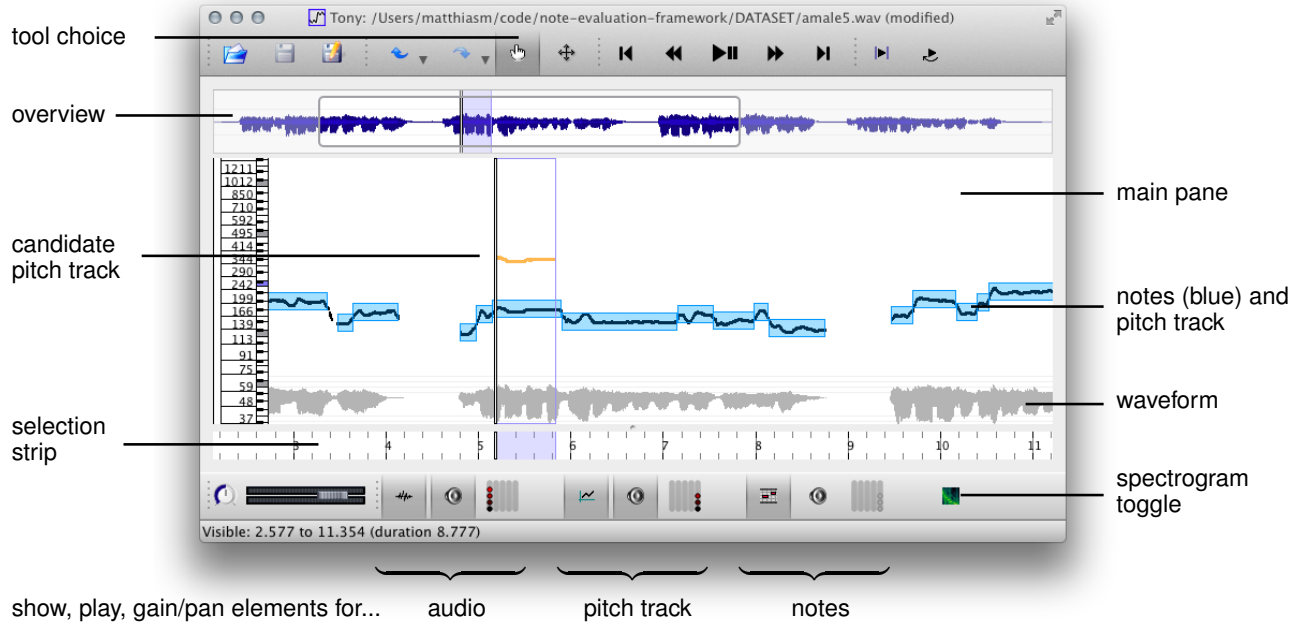 Tony: /Users/matthiasm/code/note-evaluation-framework/DATASET/amale5.wav (modified)
tool choice
overview
1211
1012
850
710
592
495
414
344
290
242
199
166
139
113
91
75
59
48
37
main pane
candidate
pitch track
notes (blue) and
pitch track
waveform
selection
strip
3 4 5 6 7 8 9 10 11
spectrogram
toggle
Visible: 2.577 to 11.354 (duration 8.777)
show, play, gain/pan elements for... audio pitch track notes